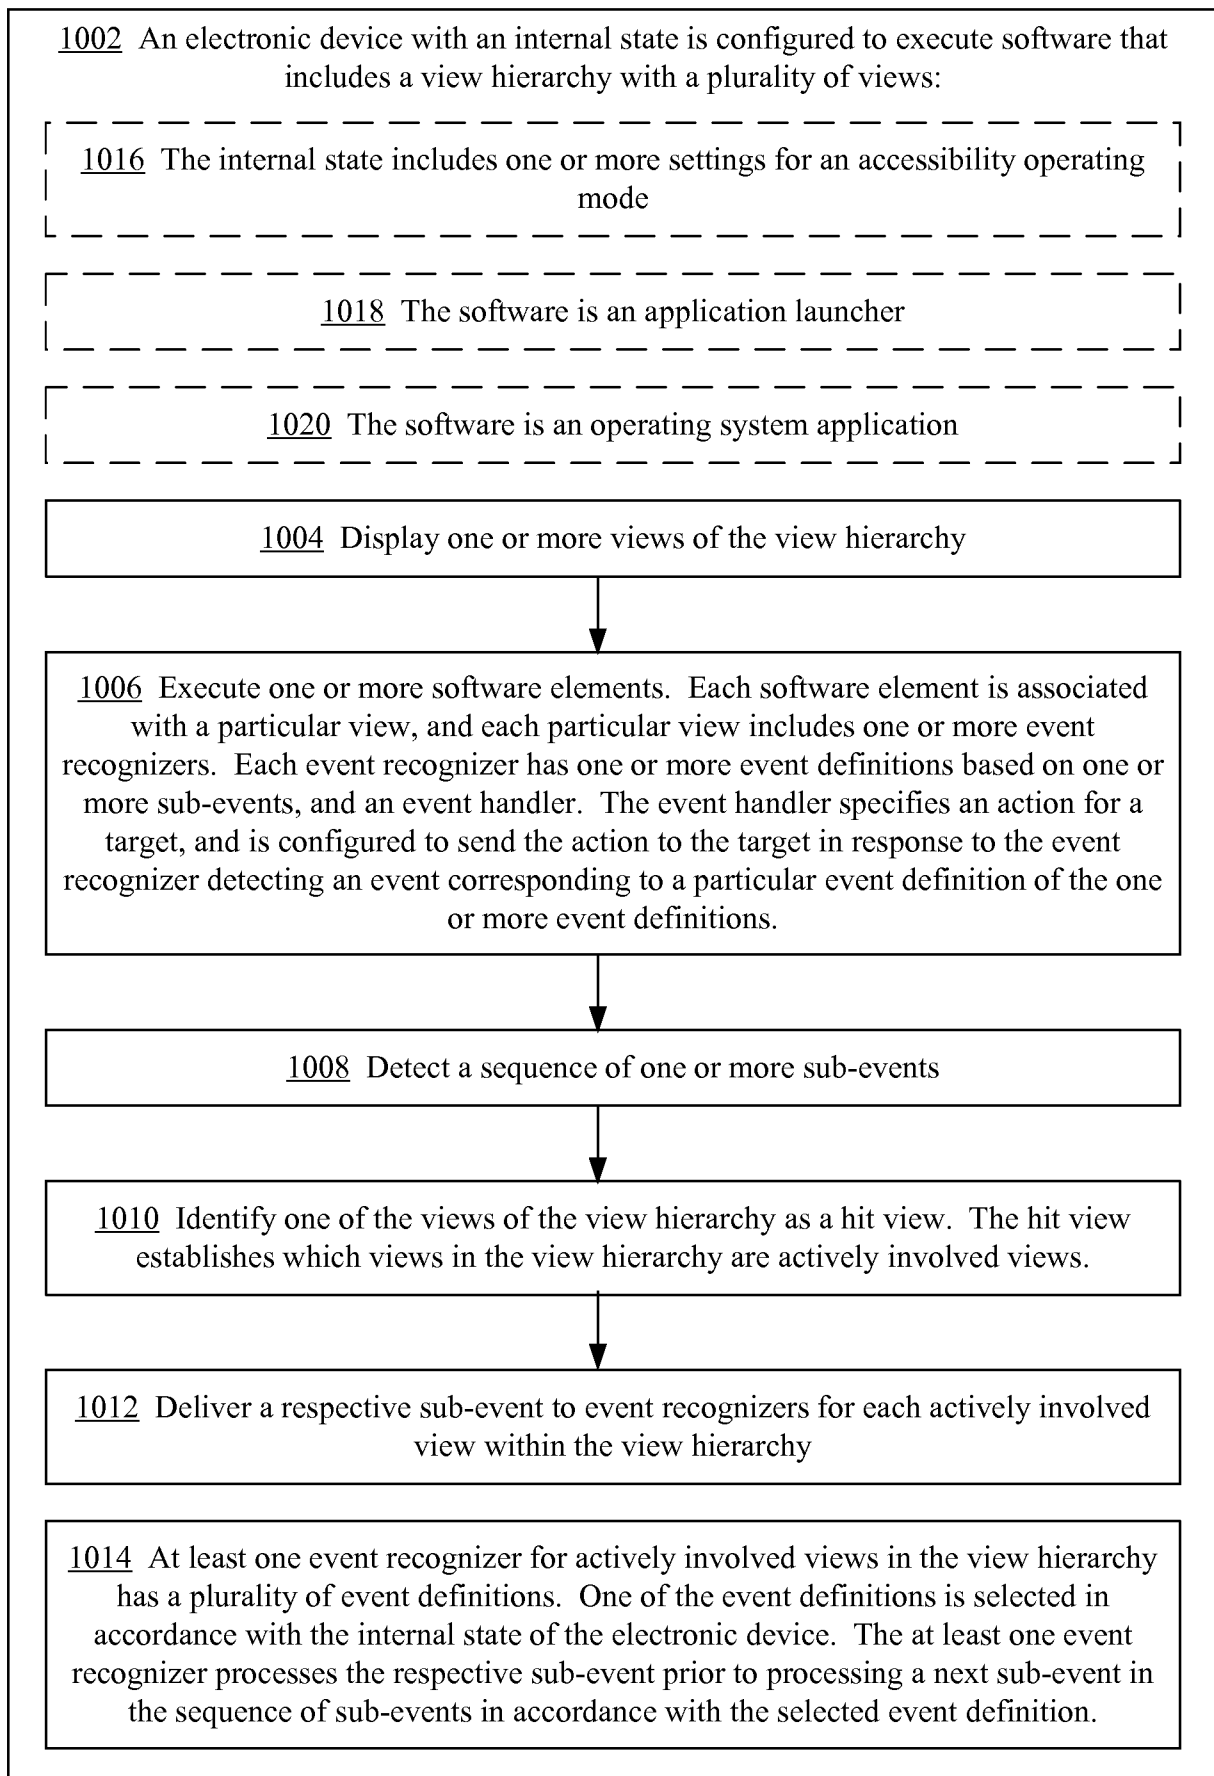 1002 An electronic device with an internal state is configured to execute software that
includes a view hierarchy with a plurality of views:
1016 The internal state includes one or more settings for an accessibility operating
mode
1018 The software is an application launcher
1020 The software is an operating system application
1004 Display one or more views of the view hierarchy
1006 Execute one or more software elements. Each software element is associated
with a particular view, and each particular view includes one or more event
recognizers. Each event recognizer has one or more event definitions based on one or
more sub-events, and an event handler. The event handler specifies an action for a
target, and is configured to send the action to the target in response to the event
recognizer detecting an event corresponding to a particular event definition of the one
or more event definitions.
1008 Detect a sequence of one or more sub-events
1010 Identify one of the views of the view hierarchy as a hit view. The hit view
establishes which views in the view hierarchy are actively involved views.
1012 Deliver a respective sub-event to event recognizers for each actively involved
view within the view hierarchy
1014 At least one event recognizer for actively involved views in the view hierarchy
has a plurality of event definitions. One of the event definitions is selected in
accordance with the internal state of the electronic device. The at least one event
recognizer processes the respective sub-event prior to processing a next sub-event in
the sequence of sub-events in accordance with the selected event definition.